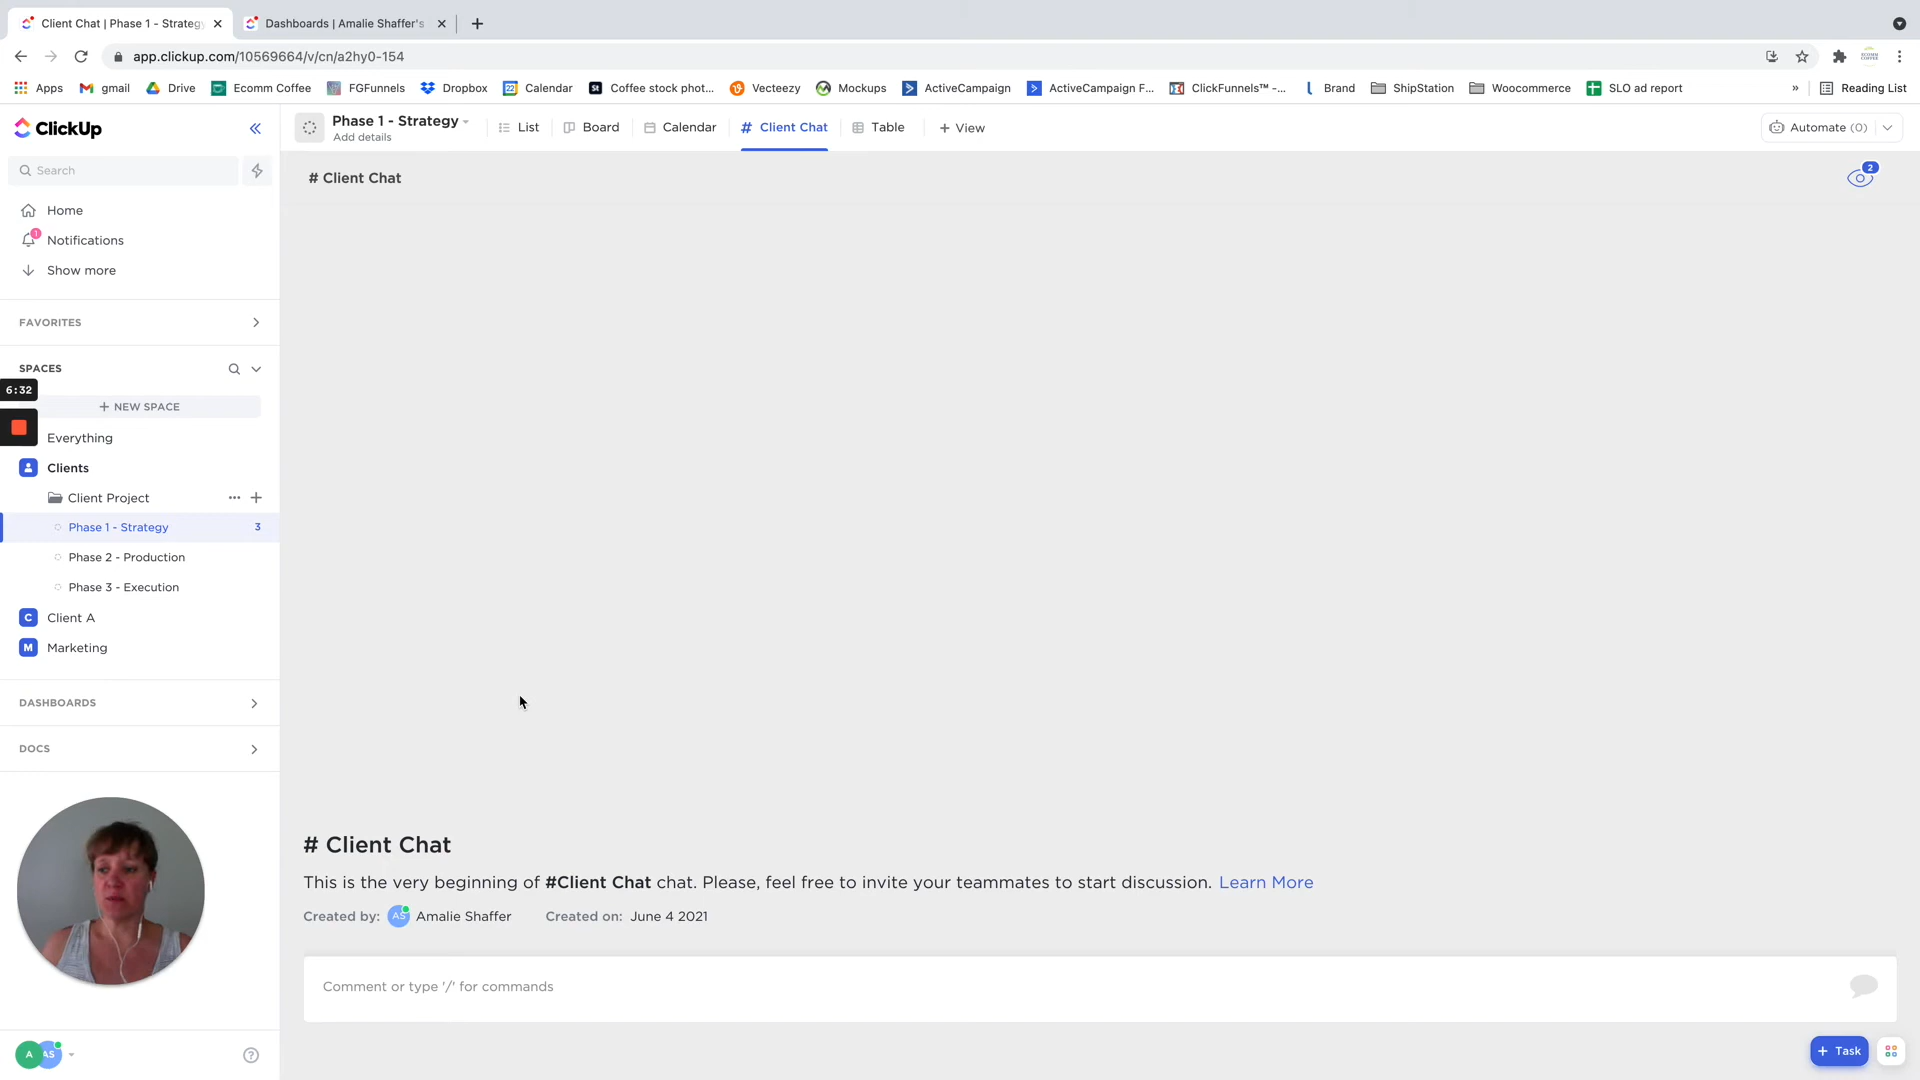 Client Chat | Phase 1 - Strategy
Dashboards | Amalie Shaffer's
app.clickup.com/10569664/v/cn/a2hy0-154
Apps
gmail
Drive
Ecomm Coffee
FGFunnels
Dropbox
22
Calendar
St
Coffee stock phot...
Vecteezy
Mockups
ActiveCampaign
ActiveCampaign F...
ClickFunnels™ -...
Brand
ShipStation
Woocommerce
SLO ad report
»
Reading List
ClickUp
Search
Home
1
Notifications
Show more
FAVORITES
SPACES
6:32
+ NEW SPACE
Everything
Clients
Client Project
Phase 1 - Strategy
3
Phase 2 - Production
Phase 3 - Execution
C
Client A
M
Marketing
DASHBOARDS
DOCS
A
AS
Phase 1 - Strategy
Add details
List
Board
Calendar
# Client Chat
Table
+ View
Automate (0)
# Client Chat
2
# Client Chat
This is the very beginning of #Client Chat chat. Please, feel free to invite your teammates to start discussion. Learn More
Created by: AS Amalie Shaffer Created on: June 4 2021
Comment or type '/' for commands
+ Task